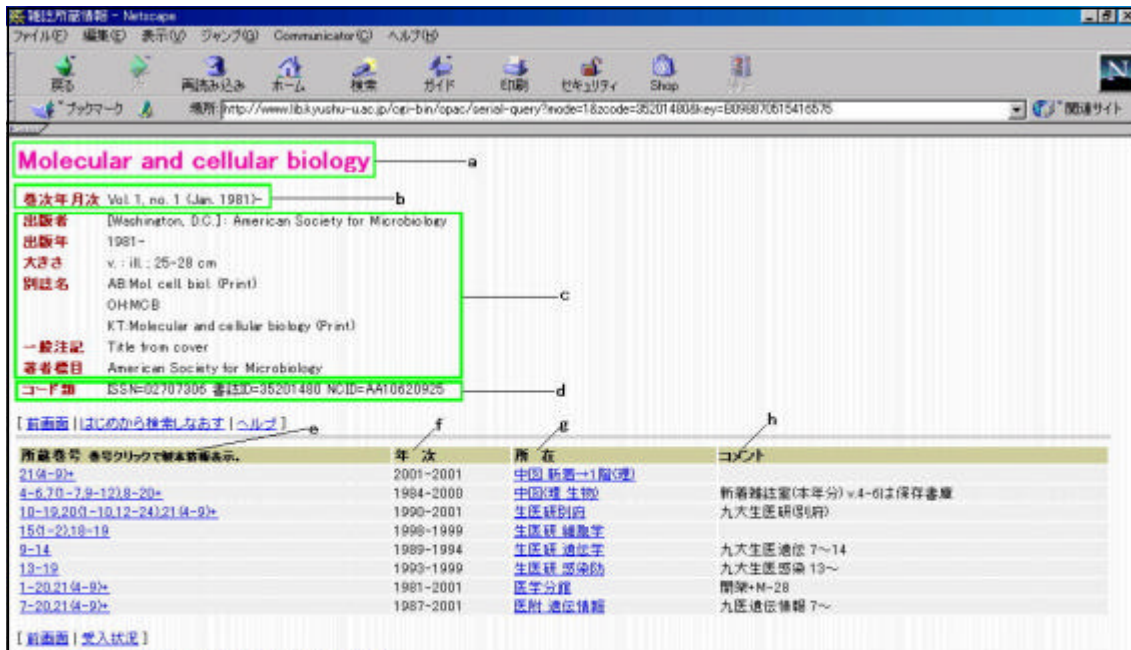 雑誌所蔵情報 - Netscape
ファイル(F) 編集(E) 表示(V) ジャンプ(G) Communicator(C) ヘルプ(H)
戻る 再読み込み ホーム 検索 ガイド 印刷 セキュリティ Shop
ブックマーク 場所: http://www.lib.kyushu-u.ac.jp/cgi-bin/opac/serial-query?mode=1&zcode=35201480&key=B098870515416575 関連サイト
Molecular and cellular biology a
巻次年月次 Vol. 1, no. 1 (Jan. 1981)- b
出版者 [Washington, D.C.] : American Society for Microbiology
出版年 1981-
大きさ v. : ill. ; 25-28 cm
別誌名 AB:Mol. cell. biol. (Print)
OH:MCB
c
KT:Molecular and cellular biology (Print)
一般注記 Title from cover
著者標目 American Society for Microbiology
コード類 ISSN=02707306 書誌ID=35201480 NCID=AA10620925 d
[ 前画面 | はじめから検索しなおす | ヘルプ ] e f g h
所蔵巻号 巻号クリックで製本情報表示。 年 次 所 在 コメント
21(4-9)+ 2001-2001 中図 新着→1階(理)
4-6,7(1-7,9-12),8-20+ 1984-2000 中図(理 生物) 新着雑誌室(本年分) v.4-6は保存書庫
10-19,20(1-10,12-24),21(4-9)+ 1990-2001 生医研別府 九大生医研(別府)
15(1-2),18-19 1998-1999 生医研 細胞学
9-14 1989-1994 生医研 遺伝学 九大生医遺伝 7～14
13-19 1993-1999 生医研 感染防 九大生医感染 13～
1-20,21(4-9)+ 1981-2001 医学分館 開架+M-28
7-20,21(4-9)+ 1987-2001 医附 遺伝情報 九医遺伝情報 7～
[ 前画面 | 受入状況 ]